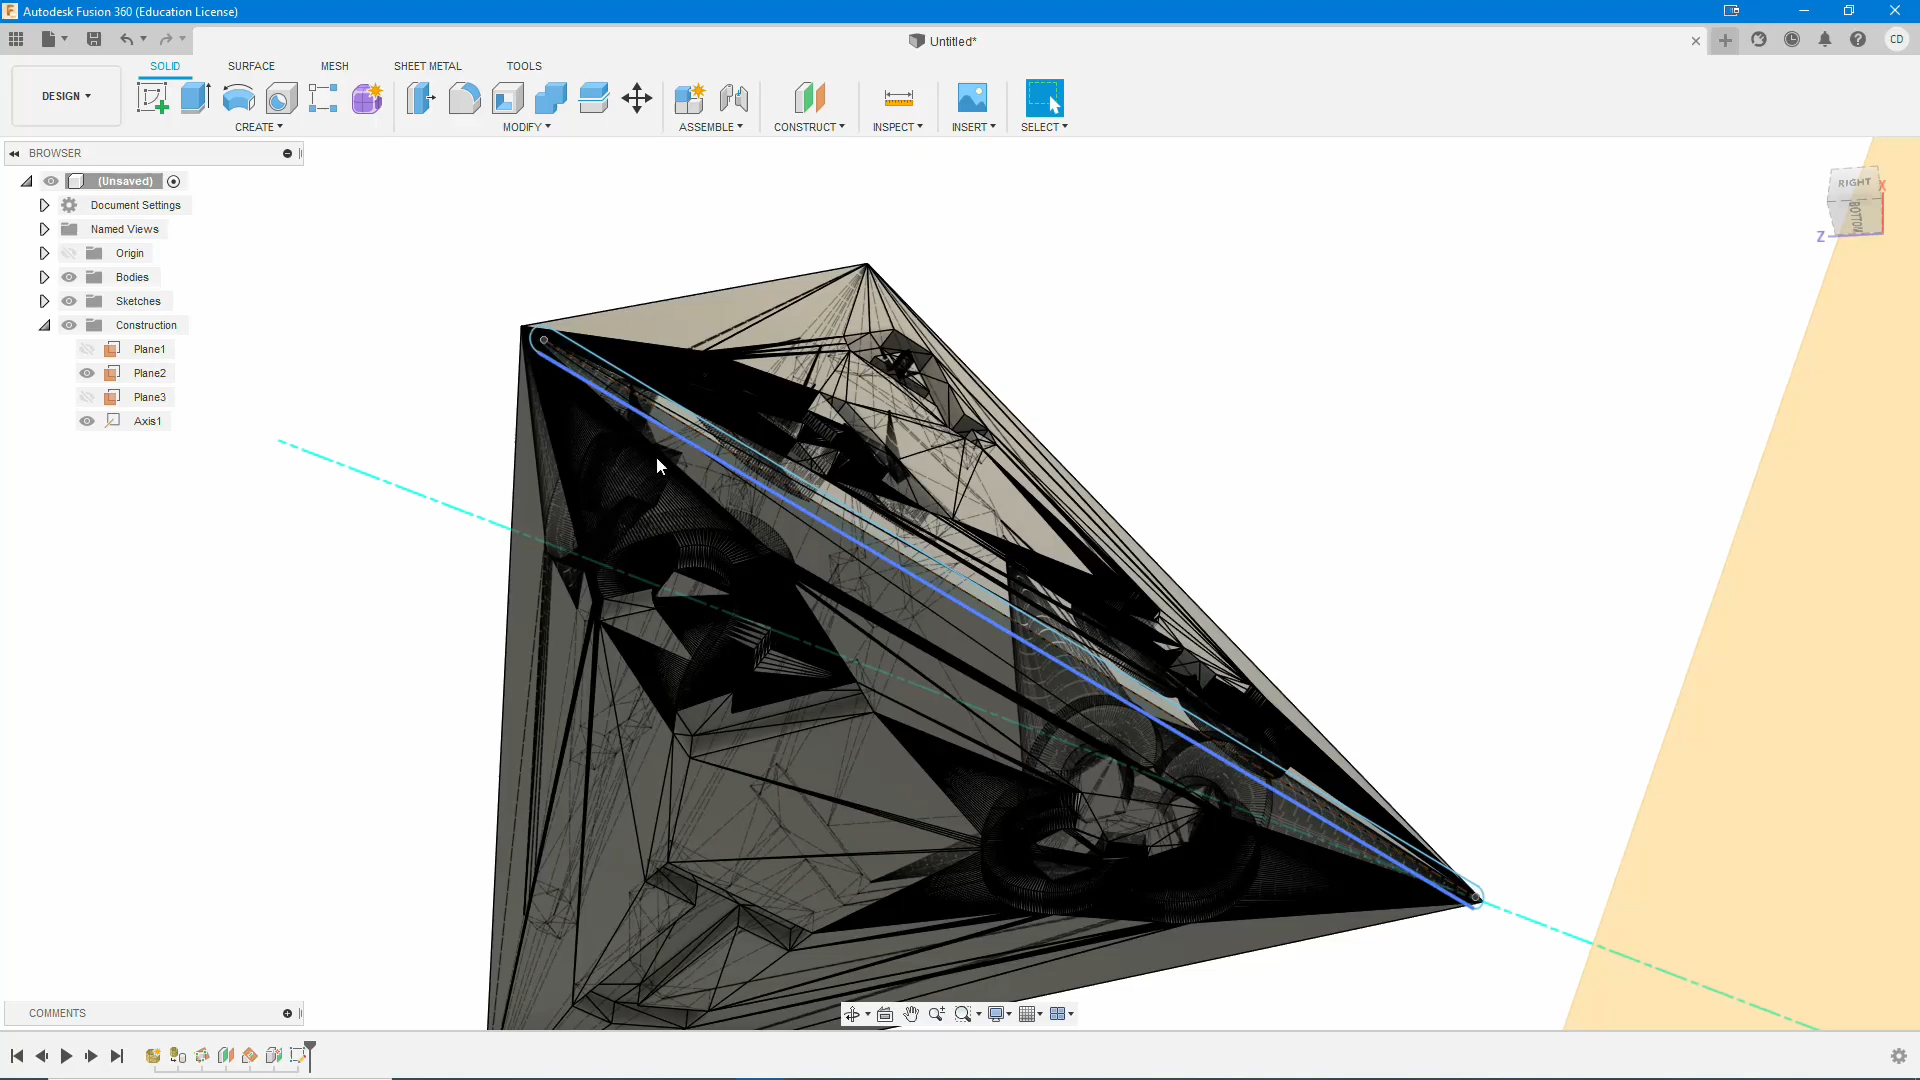 Autodesk Fusion 360 (Education License)
Untitled*
CD
DESIGN
SOLID
SURFACE
MESH
SHEET METAL
TOOLS
CREATE
MODIFY
ASSEMBLE
CONSTRUCT
INSPECT
INSERT
SELECT
BROWSER
(Unsaved)
Document Settings
Named Views
Origin
Bodies
Sketches
Construction
Plane1
Plane2
Plane3
Axis1
RIGHT
X
BOTTOM
Z
COMMENTS